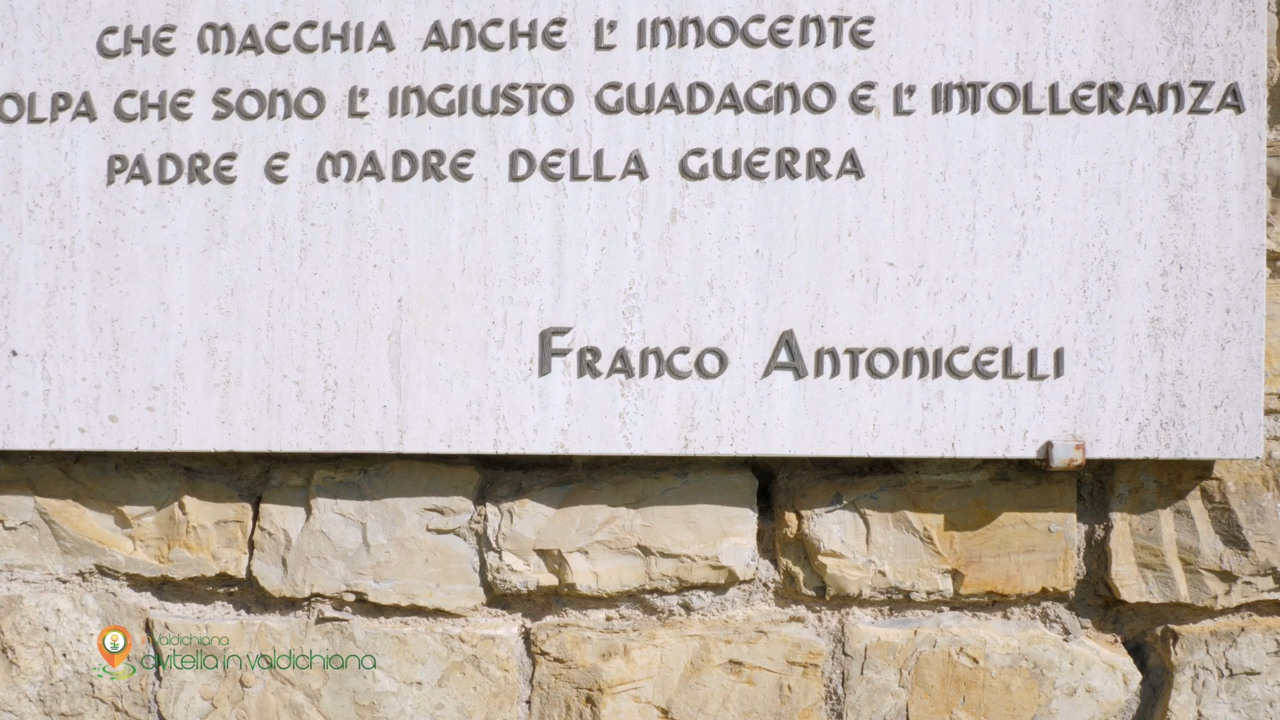 CHE MACCHIA ANCHE L' INNOCENTE
OLPA CHE SONO L' INGIUSTO GUADAGNO E L' INTOLLERANZA
PADRE E MADRE DELLA GUERRA
FRANCO ANTONICELLI
Valdichiana
civitella in valdichiana